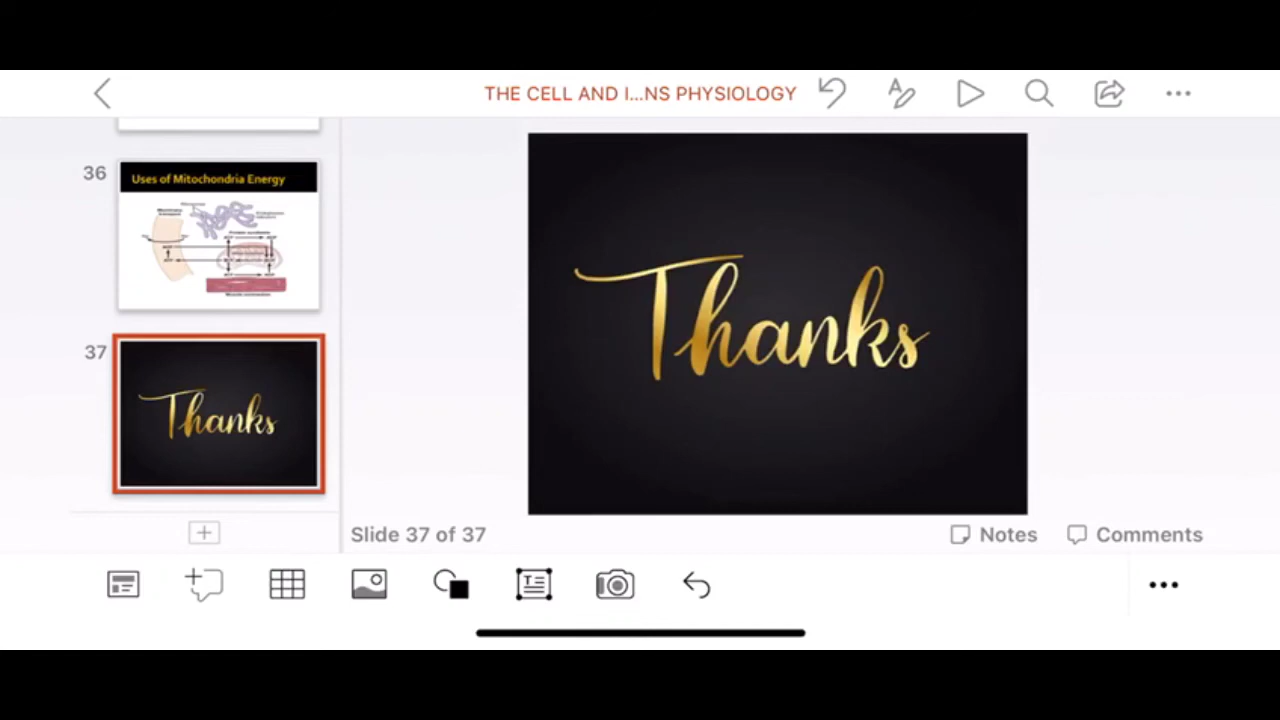 THE CELL AND I...NS PHYSIOLOGY
36
Uses of Mitochondria Energy
37
Thanks
Thanks
Slide 37 of 37
Notes
Comments